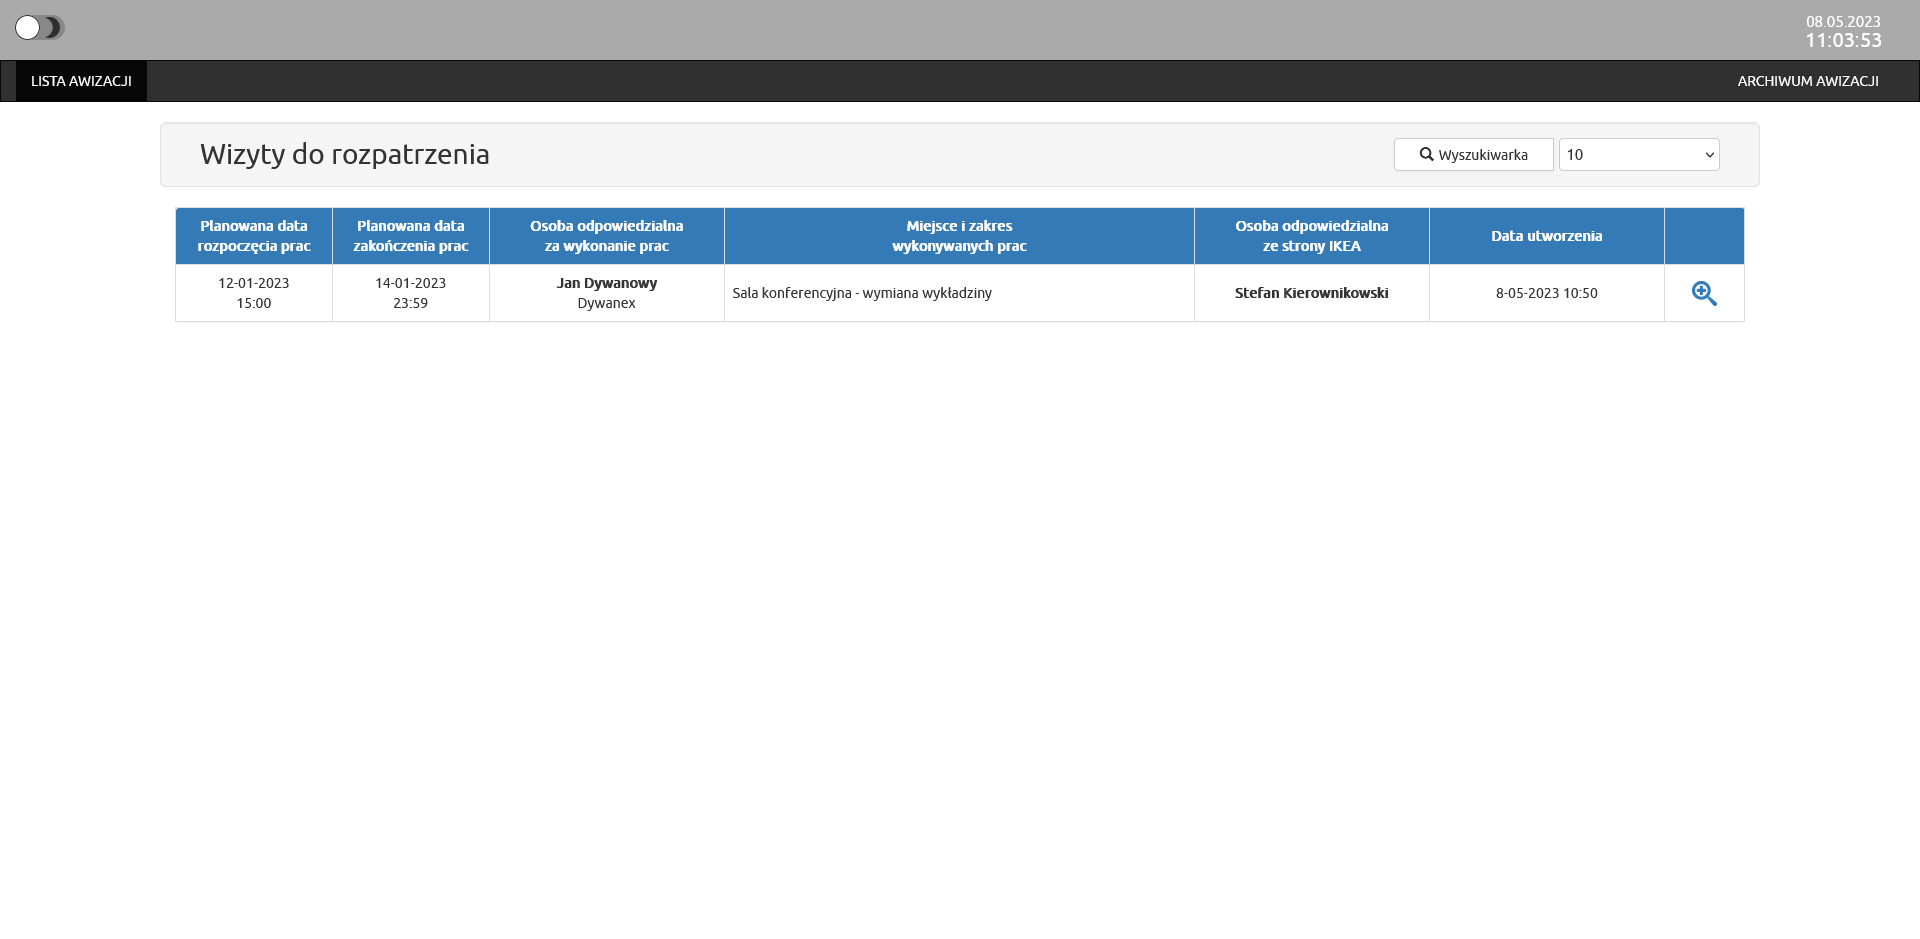 08.05.2023
11:03:53
LISTA AWIZACJI
ARCHIWUM AWIZACJI
Wizyty do rozpatrzenia
Wyszukiwarka
10
Planowana data
rozpoczęcia prac
Planowana data
zakończenia prac
Osoba odpowiedzialna
za wykonanie prac
Miejsce i zakres
wykonywanych prac
Osoba odpowiedzialna
ze strony IKEA
Data utworzenia
12-01-2023
15:00
14-01-2023
23:59
Jan Dywanowy
Dywanex
Sala konferencyjna - wymiana wykładziny
Stefan Kierownikowski
8-05-2023 10:50